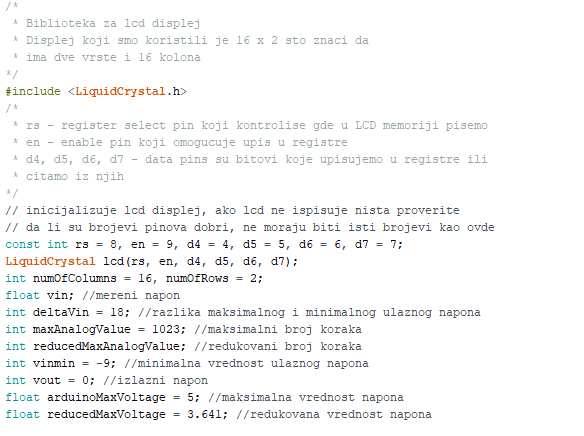 /*
 * Biblioteka za lcd displej
 * Displej koji smo koristili je 16 x 2 sto znaci da
 * ima dve vrste i 16 kolona
*/
#include <LiquidCrystal.h>
/*
 * rs - register select pin koji kontrolise gde u LCD memoriji pisemo
 * en - enable pin koji omogucuje upis u registre
 * d4, d5, d6, d7 - data pins su bitovi koje upisujemo u registre ili
 * citamo iz njih
*/
// inicijalizuje lcd displej, ako lcd ne ispisuje nista proverite
// da li su brojevi pinova dobri, ne moraju biti isti brojevi kao ovde
const int rs = 8, en = 9, d4 = 4, d5 = 5, d6 = 6, d7 = 7;
LiquidCrystal lcd(rs, en, d4, d5, d6, d7);
int numOfColumns = 16, numOfRows = 2;
float vin; //mereni napon
int deltaVin = 18; //razlika maksimalnog i minimalnog ulaznog napona
int maxAnalogValue = 1023; //maksimalni broj koraka
int reducedMaxAnalogValue; //redukovani broj koraka
int vinmin = -9; //minimalna vrednost ulaznog napona
int vout = 0; //izlazni napon
float arduinoMaxVoltage = 5; //maksimalna vrednost napona
float reducedMaxVoltage = 3.641; //redukovana vrednost napona